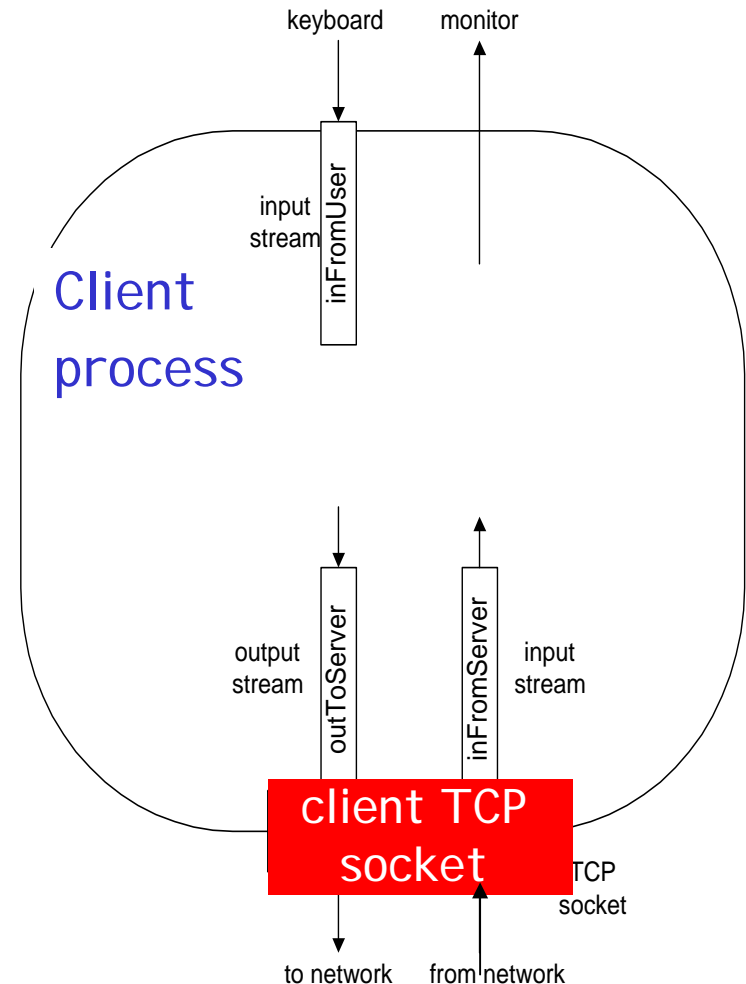 keyboard monitor
inFromUser
input
stream
Client
process
output
stream
outToServer
inFromServer
input
stream
client TCP
socket
TCP
socket
to network from network